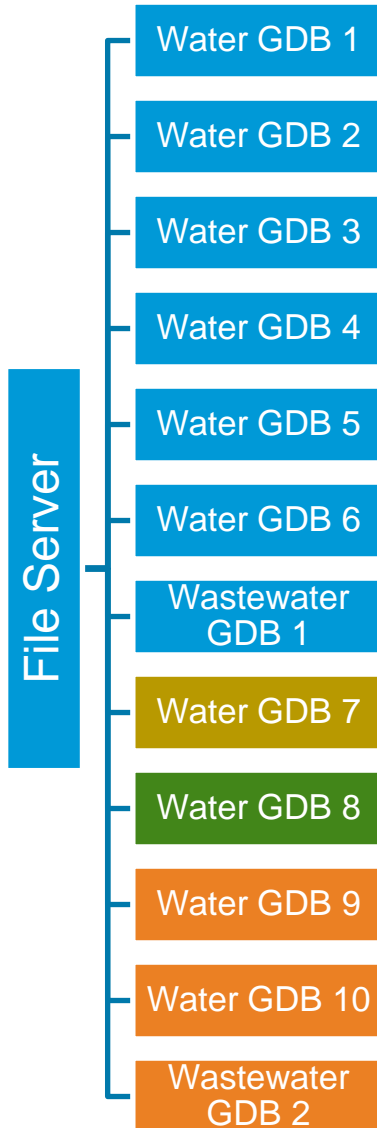 File Server
Water GDB 1
Water GDB 2
Water GDB 3
Water GDB 4
Water GDB 5
Water GDB 6
Wastewater
GDB 1
Water GDB 7
Water GDB 8
Water GDB 9
Water GDB 10
Wastewater
GDB 2